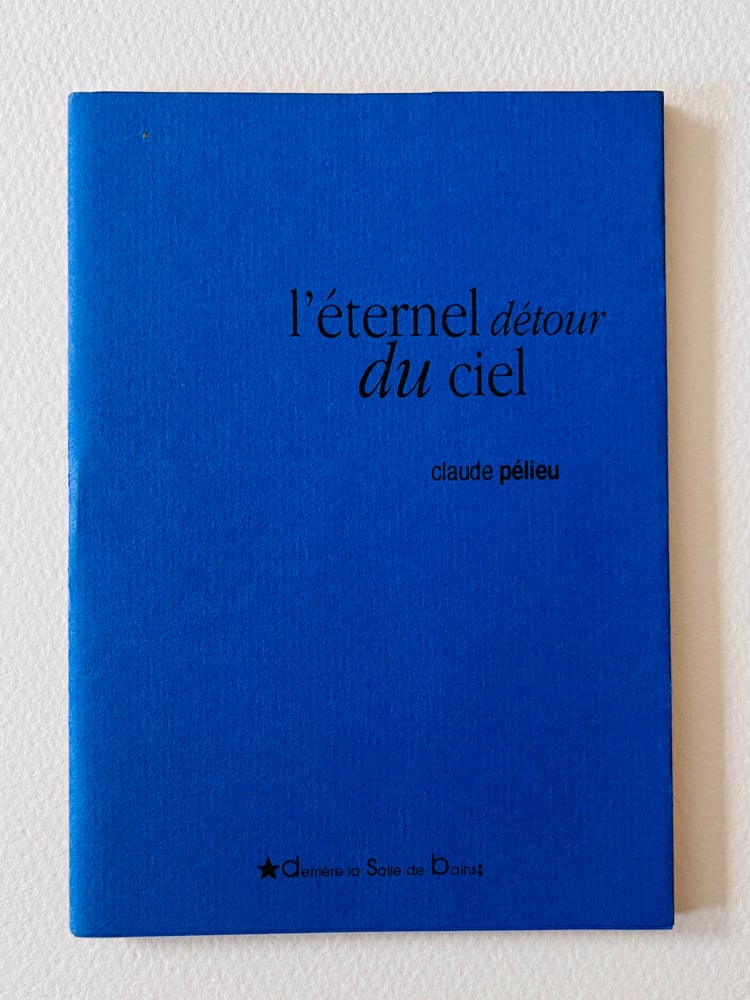 l'éternel détour
du ciel
claude pélieu
★derrière la Salle de bains;